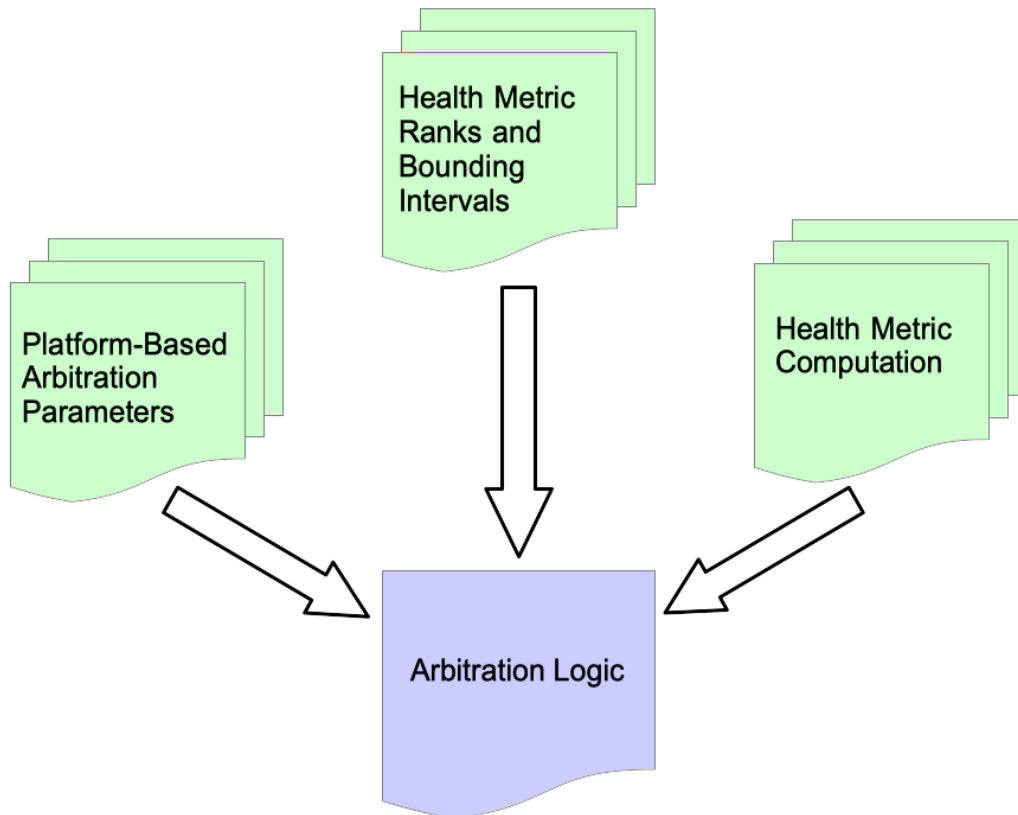 Health Metric
Ranks and
Bounding
Intervals
Platform-Based
Arbitration
Parameters
Health Metric
Computation
Arbitration Logic